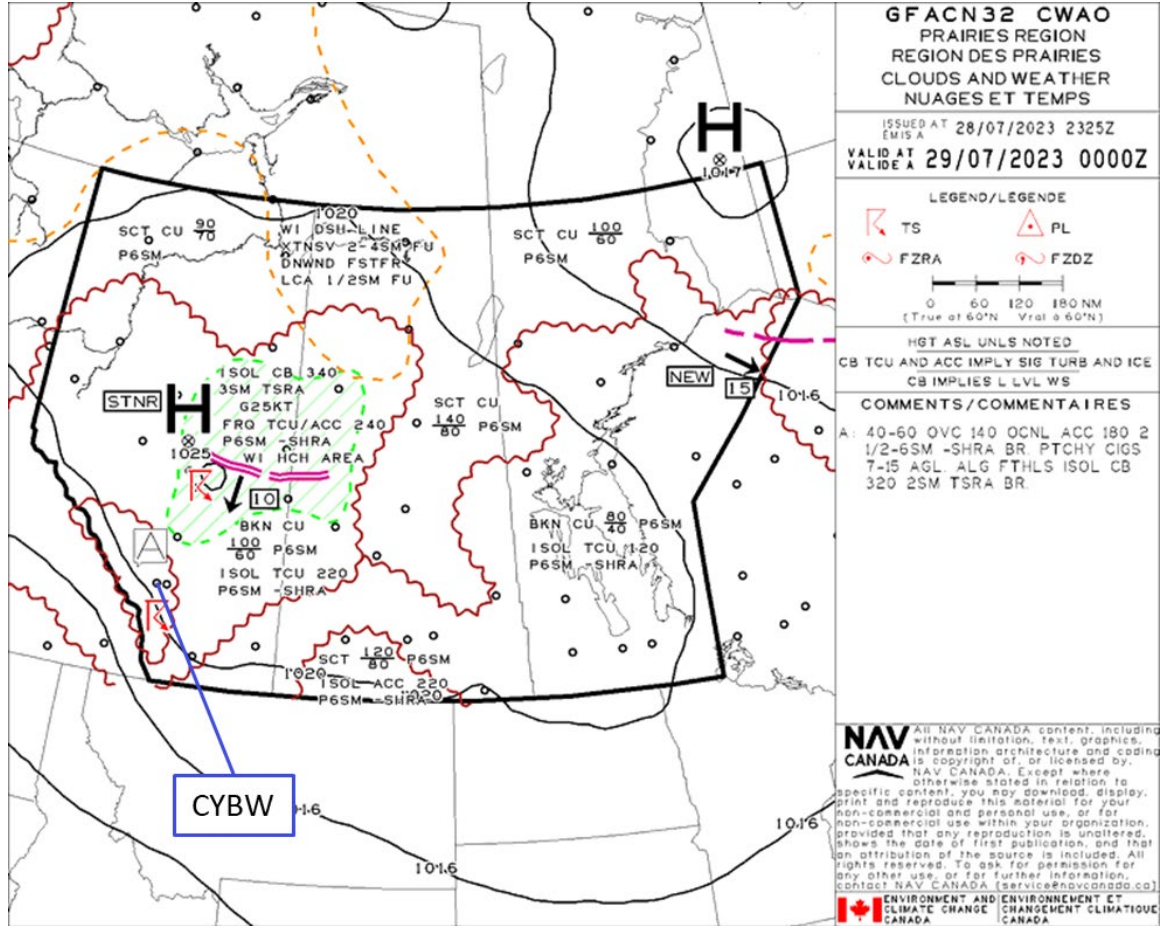 GFACN32 CWAO
PRAIRIES REGION
REGION DES PRAIRIES
CLOUDS AND WEATHER
NUAGES ET TEMPS
ISSUED AT
ÉMIS A
28/07/2023 2325Z
VALID AT
VALIDE A
29/07/2023 0000Z
LEGEND/LÉGENDE
TS
PL
FZRA
FZDZ
0 60 120 180 NM
(True at 60°N Vrai a 60°N)
HGT ASL UNLS NOTED
CB TCU AND ACC IMPLY SIG TURB AND ICE
CB IMPLIES L LVL WS
COMMENTS/COMMENTAIRES
A: 40-60 OVC 140 OCNL ACC 180 2
1/2-6SM -SHRA BR. PTCHY CIGS
7-15 AGL. ALG FTHLS ISOL CB
320 2SM TSRA BR.
NAV
CANADA
All NAV CANADA content, including
without limitation, text, graphics,
information architecture and coding
is copyright of, or licensed by,
NAV CANADA. Except where
otherwise stated in relation to
specific content, you may download, display,
print and reproduce this material for your
non-commercial and personal use, or for
non-commercial use within your organization,
provided that any reproduction is unaltered,
shows the date of first publication, and that
an attribution of the source is included. All
rights reserved. To ask for permission for
any other use, or for further information,
contact NAV CANADA (service@navcanada.ca)
ENVIRONMENT AND
CLIMATE CHANGE
CANADA
ENVIRONNEMENT ET
CHANGEMENT CLIMATIQUE
CANADA
H
1017
1020
SCT CU 90/70
P6SM
WI DSH LINE
XTNSV 2-4SM FU
DNWND FSTFR
LCA 1/2SM FU
SCT CU 100/60
P6SM
STNR
H
1025
ISOL CB 340
3SM TSRA
G25KT
FRQ TCU/ACC 240
P6SM -SHRA
WI HCH AREA
10
SCT CU
140/80 P6SM
NEW
15
1016
A
BKN CU
100/60 P6SM
ISOL TCU 220
P6SM -SHRA
BKN CU 80/40 P6SM
ISOL TCU 120
P6SM -SHRA
SCT 120/80 P6SM
1020
ISOL ACC 220
1020
P6SM -SHRA
CYBW
1016
1016
1016